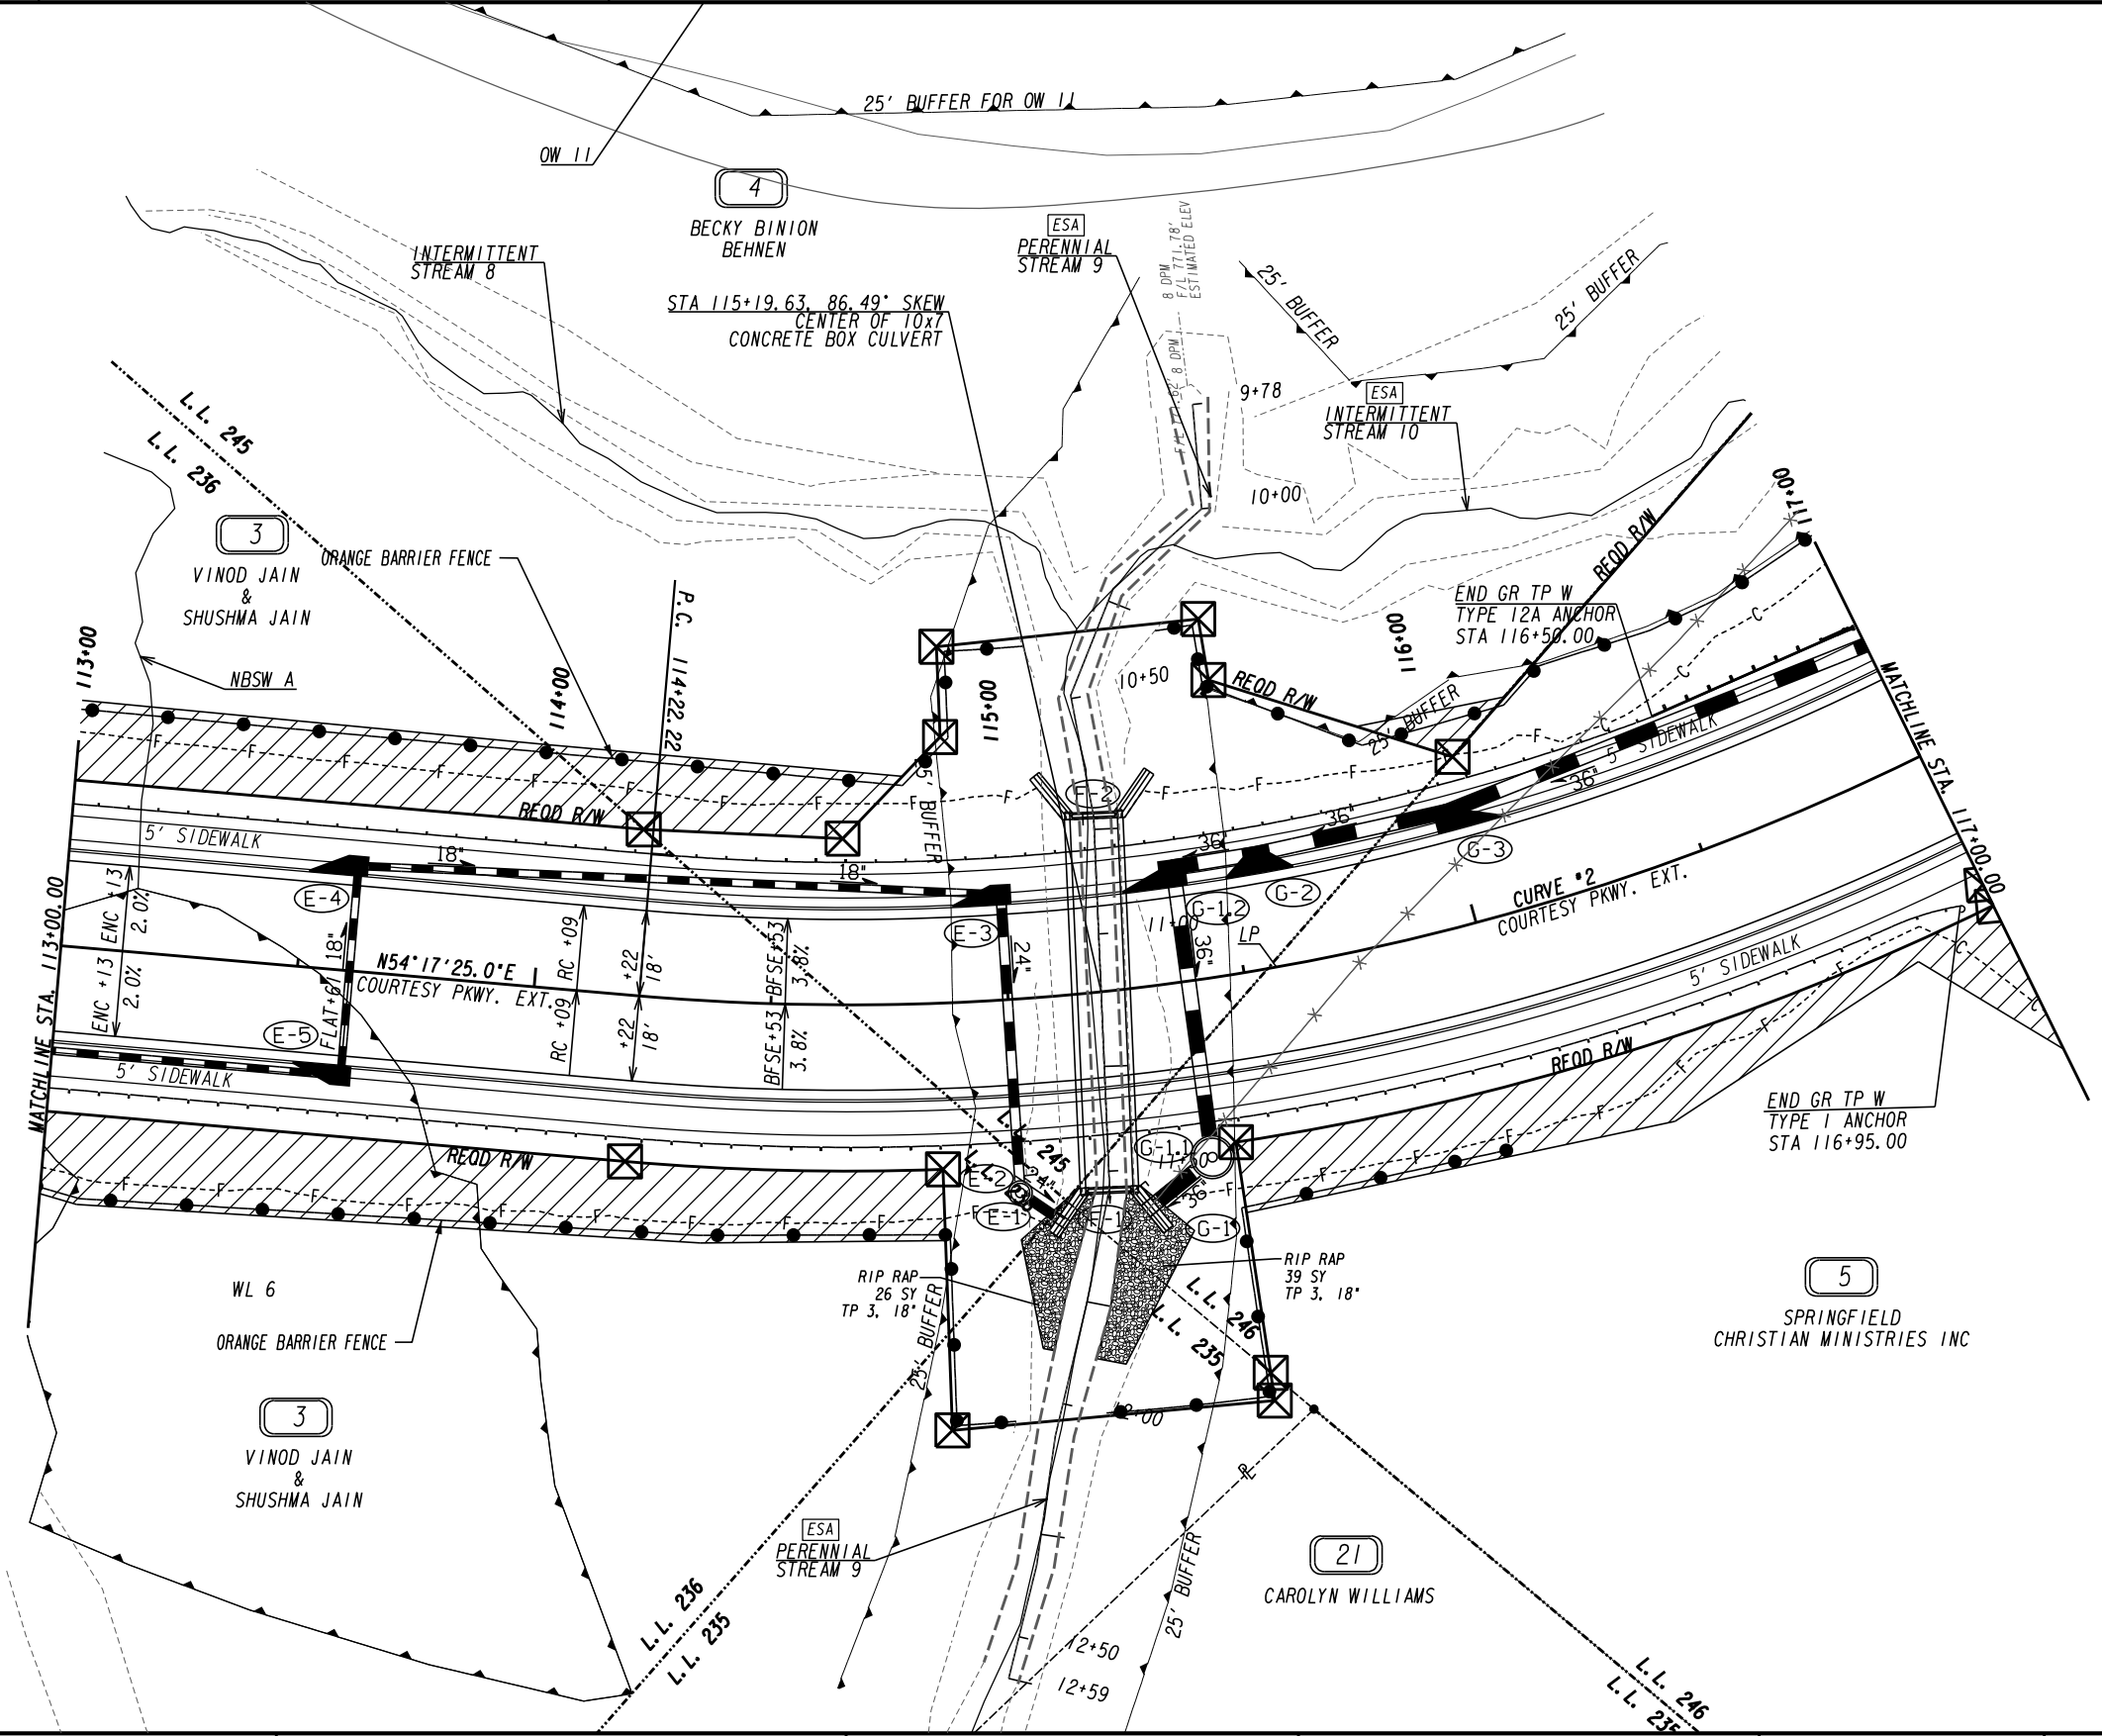 25' BUFFER FOR OW 11
OW 11
4
BECKY BINION
BEHNEN
ESA
PERENNIAL
STREAM 9
8 DPM
F/L 771.78'
ESTIMATED ELEV
8 DPM
INTERMITTENT
STREAM 8
STA 115+19.63, 86.49° SKEW
CENTER OF 10x7
CONCRETE BOX CULVERT
25' BUFFER
25' BUFFER
9+78
ESA
INTERMITTENT
STREAM 10
10+00
L.L. 245
L.L. 236
3
VINOD JAIN
&
SHUSHMA JAIN
ORANGE BARRIER FENCE
P.C. 114+22.22
NBSW A
113+00
114+00
115+00
116+00
117+00
REQD R/W
END GR TP W
TYPE 12A ANCHOR
STA 116+50.00
10+50
REQD R/W
25' BUFFER
MATCHLINE STA. 117+00.00
REQD R/W
5' SIDEWALK
5' SIDEWALK
18"
18"
E-4
E-3
E-2
36"
36"
36"
G-3
G-2
G-1.2
11+00
LP
CURVE #2
COURTESY PKWY. EXT.
25' BUFFER
MATCHLINE STA. 113+00.00
ENC +13
2.0%
ENC +13
2.0%
N54°17'25.0"E
COURTESY PKWY. EXT.
FLAT+61
18"
E-5
RC +09
RC +09
+22
18'
+22
18'
BFSE+53
3.8%
BFSE+53
3.8%
24"
36"
5' SIDEWALK
5' SIDEWALK
REQD R/W
REQD R/W
END GR TP W
TYPE 1 ANCHOR
STA 116+95.00
L.L. 245
E-2
E-1
24"
E-1
G-1.1
11+50
36"
G-1
RIP RAP
26 SY
TP 3, 18"
RIP RAP
39 SY
TP 3, 18"
L.L. 246
L.L. 235
25' BUFFER
WL 6
ORANGE BARRIER FENCE
5
SPRINGFIELD
CHRISTIAN MINISTRIES INC
3
VINOD JAIN
&
SHUSHMA JAIN
12+00
ESA
PERENNIAL
STREAM 9
25' BUFFER
21
CAROLYN WILLIAMS
L.L. 236
L.L. 235
12+50
12+59
L.L. 246
L.L. 235